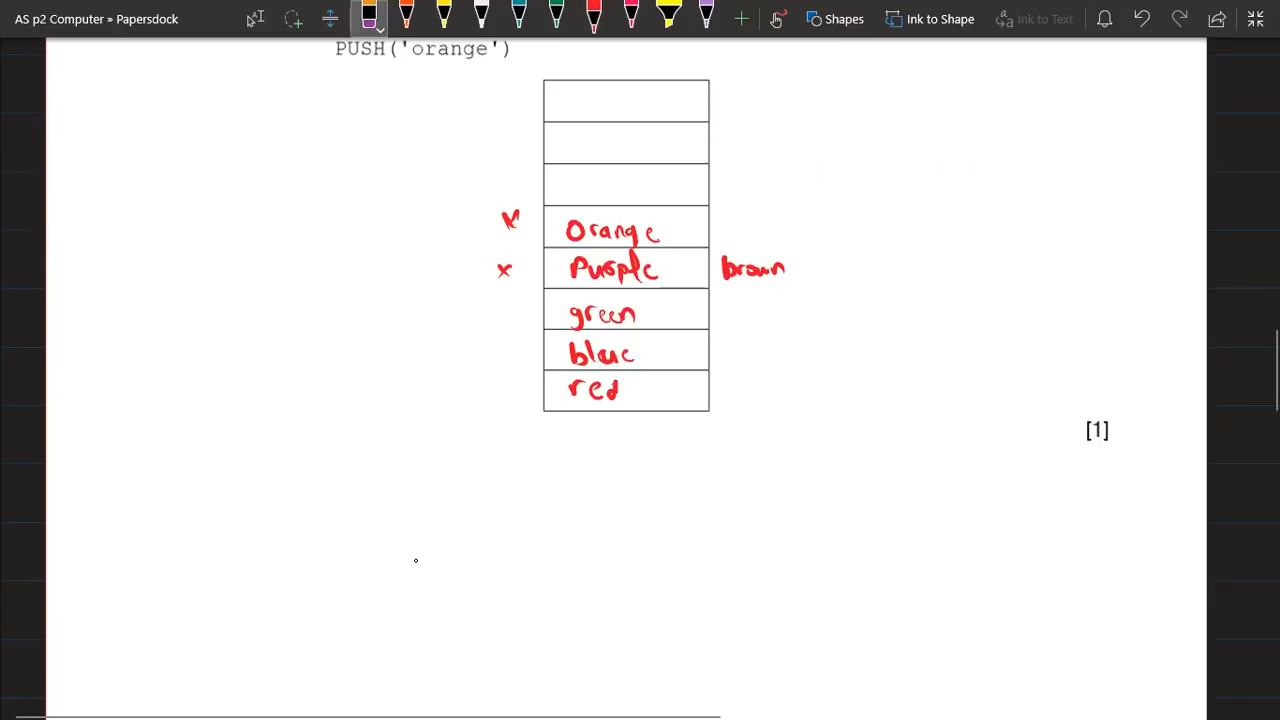 AS p2 Computer » Papersdock
Shapes
Ink to Shape
Ink to Text
PUSH('orange')
Orange
Purple brown
green
blue
red
[1]